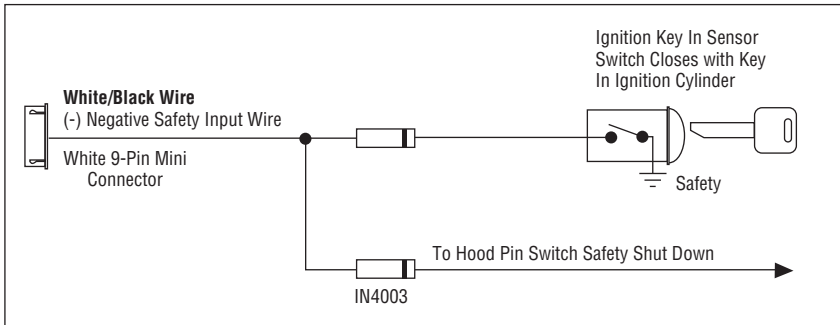 Ignition Key In Sensor
Switch Closes with Key
In Ignition Cylinder
White/Black Wire
(-) Negative Safety Input Wire
White 9-Pin Mini
Connector
Safety
To Hood Pin Switch Safety Shut Down
IN4003